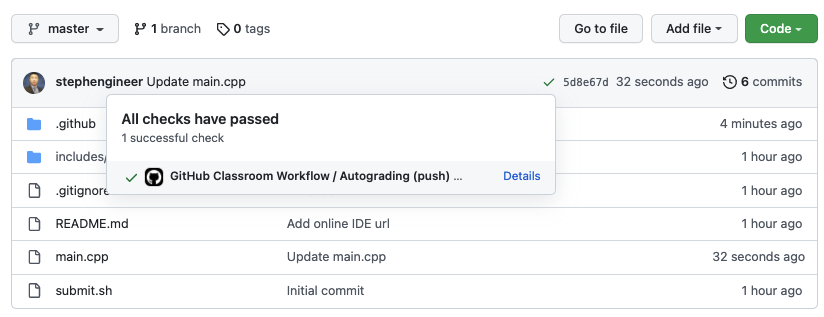 master 1 branch 0 tags Go to file Add file Code
stephengineer Update main.cpp 5d8e67d 32 seconds ago 6 commits
All checks have passed
1 successful check
GitHub Classroom Workflow / Autograding (push) ... Details
.github 4 minutes ago
includes/ 1 hour ago
.gitignore 1 hour ago
README.md Add online IDE url 1 hour ago
main.cpp Update main.cpp 32 seconds ago
submit.sh Initial commit 1 hour ago